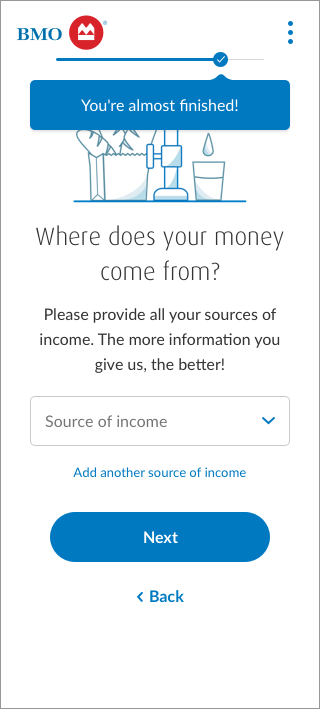 BMO
You're almost finished!
Where does your money
come from?
Please provide all your sources of
income. The more information you
give us, the better!
Source of income
Add another source of income
Next
Back